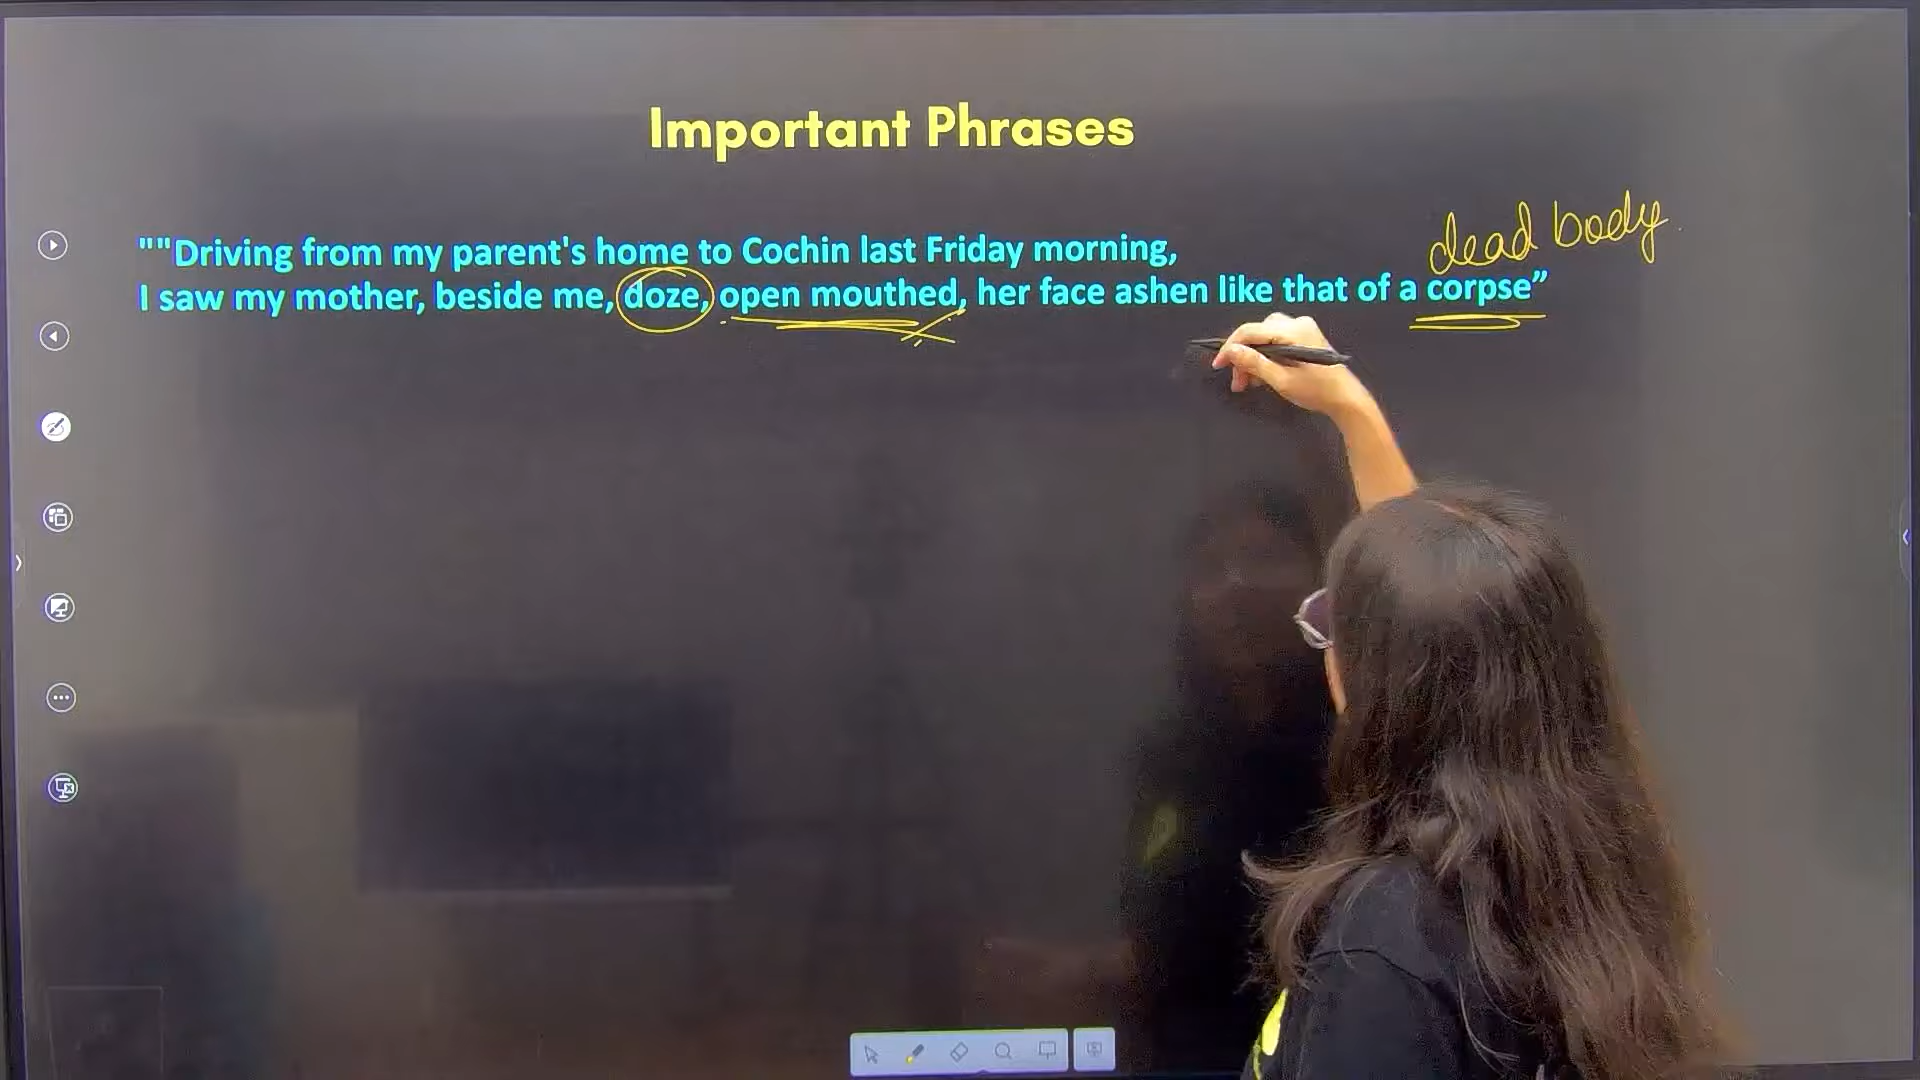 Important Phrases
dead body
""Driving from my parent's home to Cochin last Friday morning,
I saw my mother, beside me, doze, open mouthed, her face ashen like that of a corpse”